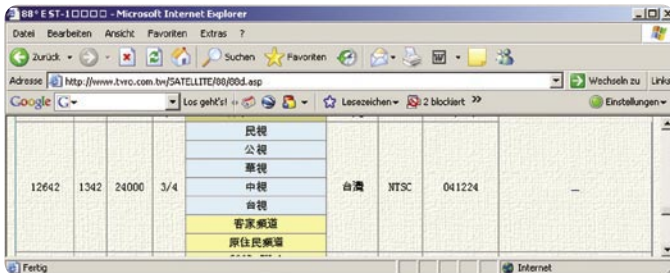 88° E ST-1□□□□ - Microsoft Internet Explorer
Datei Bearbeiten Ansicht Favoriten Extras ?
Zurück Suchen Favoriten
Adresse http://www.tvro.com.tw/SATELLITE/88/88d.asp Wechseln zu Links
Google Los geht's! Lesezeichen 2 blockiert Einstellungen
民視
公視
華視
12642 1342 24000 3/4 中視 台灣 NTSC 041224 —
台視
客家頻道
原住民頻道
Fertig Internet